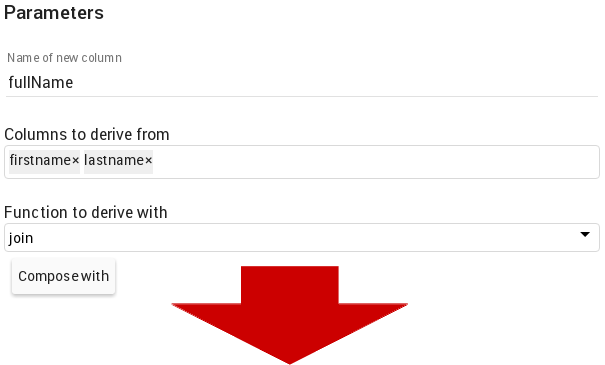 Parameters
Name of new column
fullName
Columns to derive from
firstname× lastname×
Function to derive with
join
Compose with